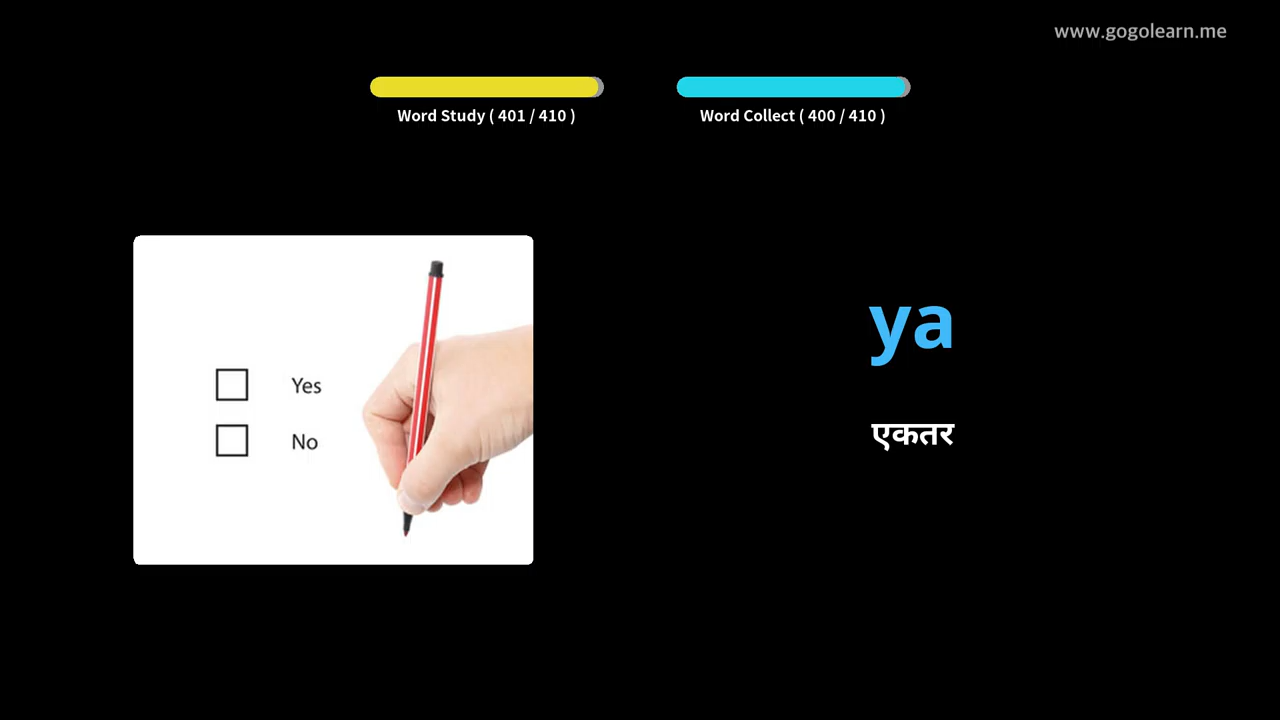 www.gogolearn.me
Word Study ( 401 / 410 )
Word Collect ( 400 / 410 )
Yes
No
ya
एकतर